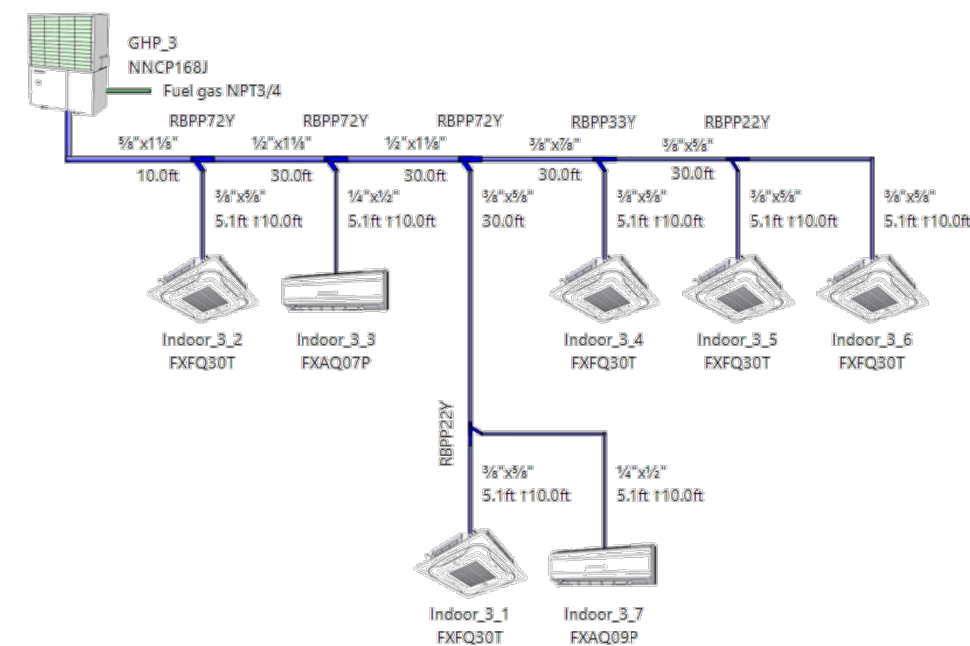 GHP_3
NNCP168J
Fuel gas NPT3/4
RBPP72Y RBPP72Y RBPP72Y RBPP33Y RBPP22Y
⅝"x1⅛" ½"x1⅛" ½"x1⅛" ⅜"x⅞" ⅜"x⅝"
10.0ft 30.0ft 30.0ft 30.0ft 30.0ft
⅜"x⅝" ¼"x½" ⅜"x⅝" ⅜"x⅝" ⅜"x⅝" ⅜"x⅝"
5.1ft ↑10.0ft 5.1ft ↑10.0ft 30.0ft 5.1ft ↑10.0ft 5.1ft ↑10.0ft 5.1ft ↑10.0ft
Indoor_3_2 Indoor_3_3 Indoor_3_4 Indoor_3_5 Indoor_3_6
FXFQ30T FXAQ07P FXFQ30T FXFQ30T FXFQ30T
RBPP22Y
⅜"x⅝" ¼"x½"
5.1ft ↑10.0ft 5.1ft ↑10.0ft
Indoor_3_1 Indoor_3_7
FXFQ30T FXAQ09P